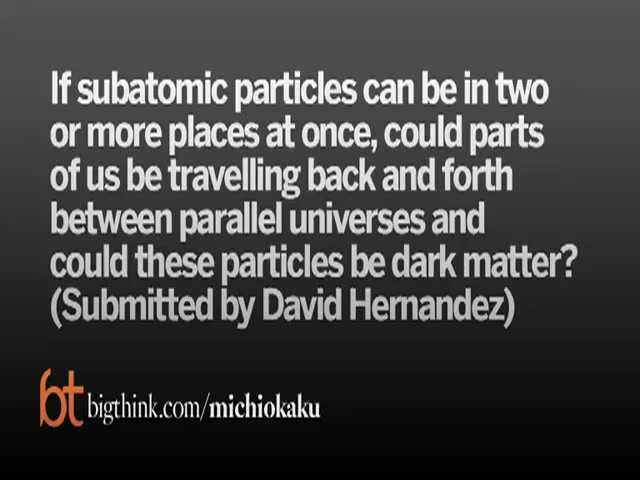 If subatomic particles can be in two
or more places at once, could parts
of us be travelling back and forth
between parallel universes and
could these particles be dark matter?
(Submitted by David Hernandez)
bt bigthink.com/michiokaku